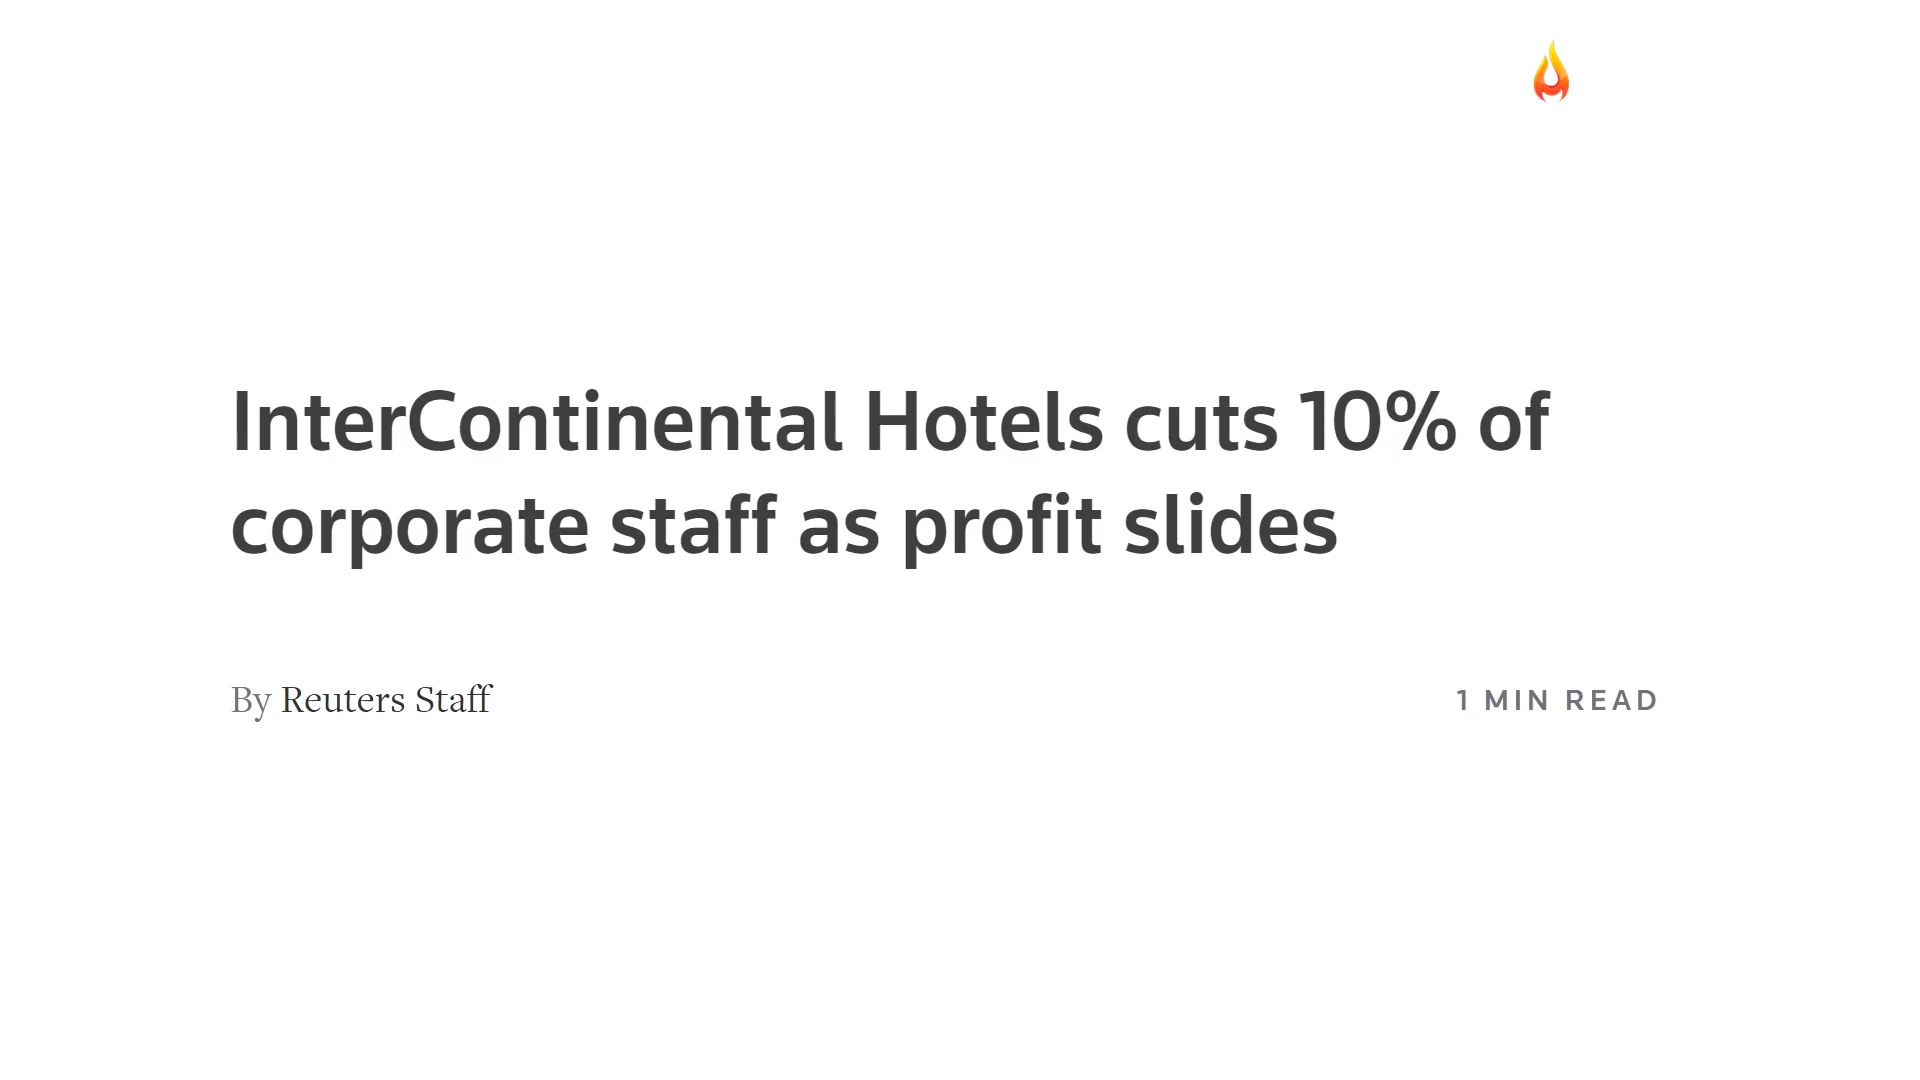 InterContinental Hotels cuts 10% of
corporate staff as profit slides
By Reuters Staff
1 MIN READ